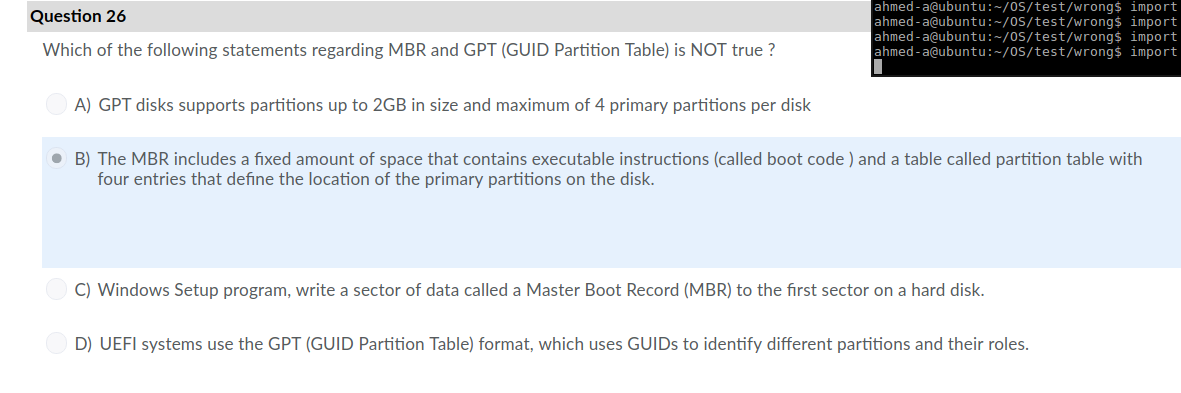 Question 26
ahmed-a@ubuntu:~/OS/test/wrong$ import
ahmed-a@ubuntu:~/OS/test/wrong$ import
ahmed-a@ubuntu:~/OS/test/wrong$ import
ahmed-a@ubuntu:~/OS/test/wrong$ import
Which of the following statements regarding MBR and GPT (GUID Partition Table) is NOT true ?
A) GPT disks supports partitions up to 2GB in size and maximum of 4 primary partitions per disk
B) The MBR includes a fixed amount of space that contains executable instructions (called boot code ) and a table called partition table with
four entries that define the location of the primary partitions on the disk.
C) Windows Setup program, write a sector of data called a Master Boot Record (MBR) to the first sector on a hard disk.
D) UEFI systems use the GPT (GUID Partition Table) format, which uses GUIDs to identify different partitions and their roles.